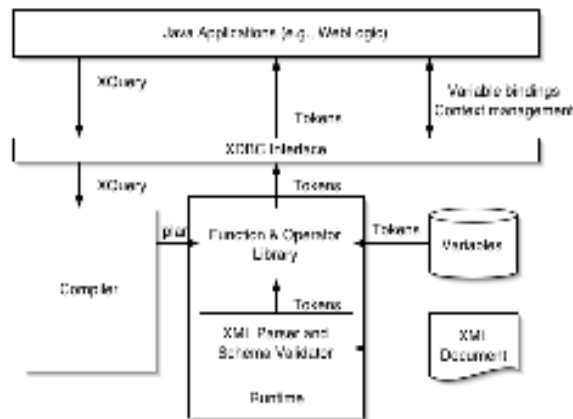 Java Applications (e.g., WebLogic)
XQuery
Tokens
Variable bindings
Context management
XDBC Interface
XQuery
Tokens
plan
Function & Operator
Library
Tokens
Variables
Compiler
Tokens
XML Parser and
Schema Validator
XML
Document
Runtime